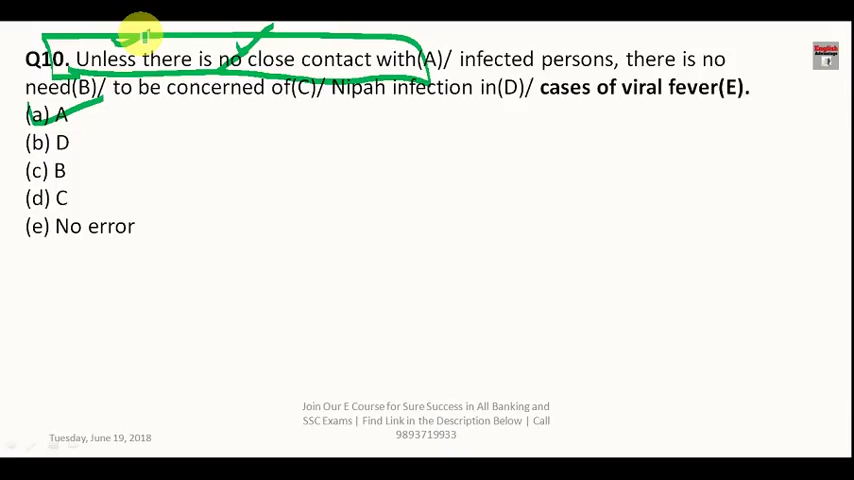 Q10. Unless there is no close contact with(A)/ infected persons, there is no
need(B)/ to be concerned of(C)/ Nipah infection in(D)/ cases of viral fever(E).
(a) A
(b) D
(c) B
(d) C
(e) No error
English
Advantage
Join Our E Course for Sure Success in All Banking and
SSC Exams | Find Link in the Description Below | Call
9893719933
Tuesday, June 19, 2018